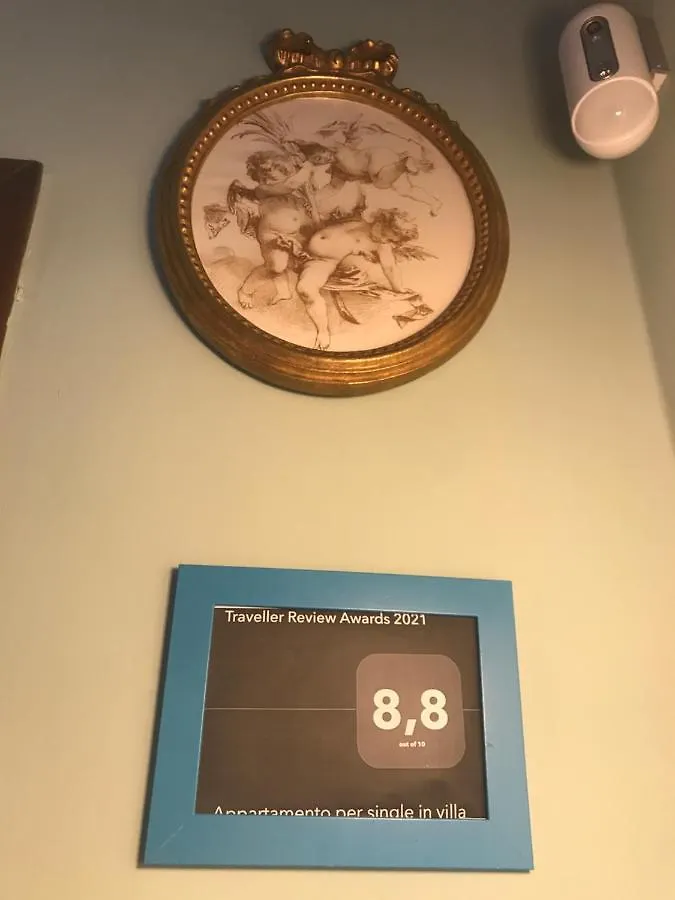 Traveller Review Awards 2021
8,8
out of 10
Appartamento per single in villa